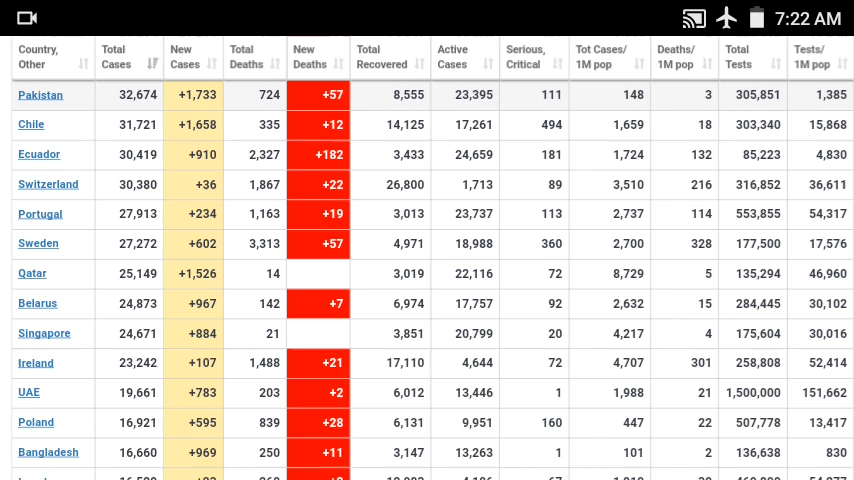 7:22 AM
Country, Other Total Cases New Cases Total Deaths New Deaths Total Recovered Active Cases Serious, Critical Tot Cases/ 1M pop Deaths/ 1M pop Total Tests Tests/ 1M pop
Pakistan 32,674 +1,733 724 +57 8,555 23,395 111 148 3 305,851 1,385
Chile 31,721 +1,658 335 +12 14,125 17,261 494 1,659 18 303,340 15,868
Ecuador 30,419 +910 2,327 +182 3,433 24,659 181 1,724 132 85,223 4,830
Switzerland 30,380 +36 1,867 +22 26,800 1,713 89 3,510 216 316,852 36,611
Portugal 27,913 +234 1,163 +19 3,013 23,737 113 2,737 114 553,855 54,317
Sweden 27,272 +602 3,313 +57 4,971 18,988 360 2,700 328 177,500 17,576
Qatar 25,149 +1,526 14 3,019 22,116 72 8,729 5 135,294 46,960
Belarus 24,873 +967 142 +7 6,974 17,757 92 2,632 15 284,445 30,102
Singapore 24,671 +884 21 3,851 20,799 20 4,217 4 175,604 30,016
Ireland 23,242 +107 1,488 +21 17,110 4,644 72 4,707 301 258,808 52,414
UAE 19,661 +783 203 +2 6,012 13,446 1 1,988 21 1,500,000 151,662
Poland 16,921 +595 839 +28 6,131 9,951 160 447 22 507,778 13,417
Bangladesh 16,660 +969 250 +11 3,147 13,263 1 101 2 136,638 830